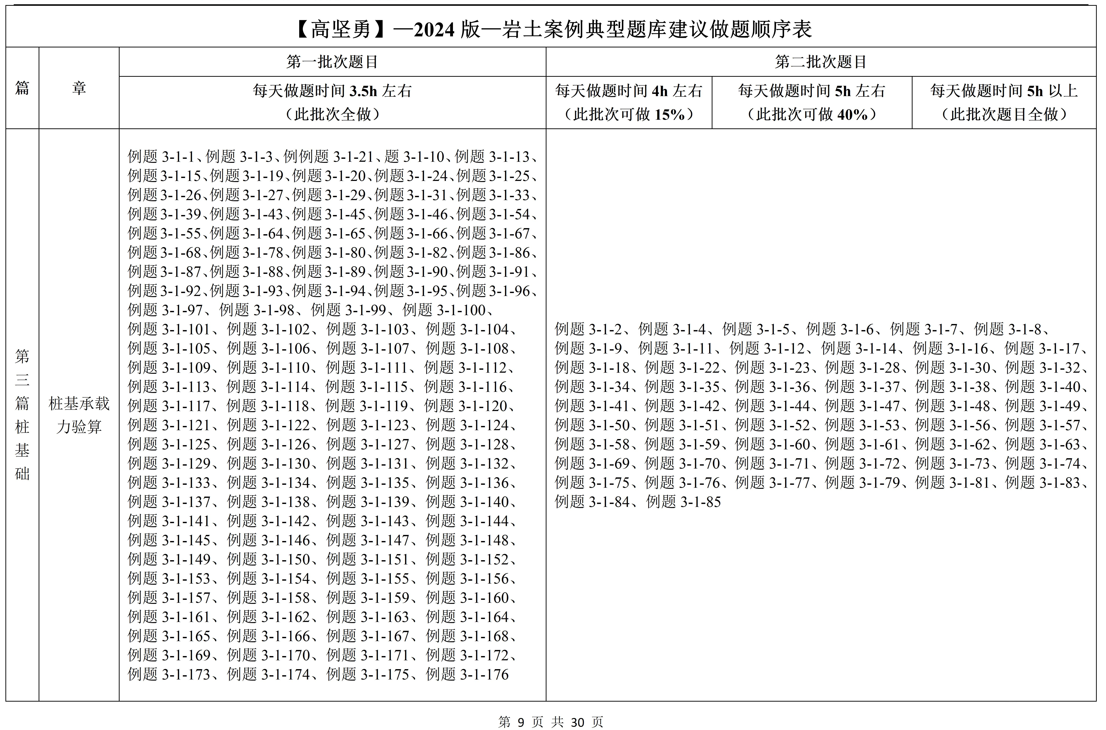 【高坚勇】—2024 版—岩土案例典型题库建议做题顺序表
篇
章
第一批次题目
第二批次题目
每天做题时间 3.5h 左右
（此批次全做）
每天做题时间 4h 左右
（此批次可做 15%）
每天做题时间 5h 左右
（此批次可做 40%）
每天做题时间 5h 以上
（此批次题目全做）
第
三
篇
桩
基
础
桩基承载
力验算
例题 3-1-1、例题 3-1-3、例例题 3-1-21、题 3-1-10、例题 3-1-13、
例题 3-1-15、例题 3-1-19、例题 3-1-20、例题 3-1-24、例题 3-1-25、
例题 3-1-26、例题 3-1-27、例题 3-1-29、例题 3-1-31、例题 3-1-33、
例题 3-1-39、例题 3-1-43、例题 3-1-45、例题 3-1-46、例题 3-1-54、
例题 3-1-55、例题 3-1-64、例题 3-1-65、例题 3-1-66、例题 3-1-67、
例题 3-1-68、例题 3-1-78、例题 3-1-80、例题 3-1-82、例题 3-1-86、
例题 3-1-87、例题 3-1-88、例题 3-1-89、例题 3-1-90、例题 3-1-91、
例题 3-1-92、例题 3-1-93、例题 3-1-94、例题 3-1-95、例题 3-1-96、
例题 3-1-97、例题 3-1-98、例题 3-1-99、例题 3-1-100、
例题 3-1-101、例题 3-1-102、例题 3-1-103、例题 3-1-104、
例题 3-1-105、例题 3-1-106、例题 3-1-107、例题 3-1-108、
例题 3-1-109、例题 3-1-110、例题 3-1-111、例题 3-1-112、
例题 3-1-113、例题 3-1-114、例题 3-1-115、例题 3-1-116、
例题 3-1-117、例题 3-1-118、例题 3-1-119、例题 3-1-120、
例题 3-1-121、例题 3-1-122、例题 3-1-123、例题 3-1-124、
例题 3-1-125、例题 3-1-126、例题 3-1-127、例题 3-1-128、
例题 3-1-129、例题 3-1-130、例题 3-1-131、例题 3-1-132、
例题 3-1-133、例题 3-1-134、例题 3-1-135、例题 3-1-136、
例题 3-1-137、例题 3-1-138、例题 3-1-139、例题 3-1-140、
例题 3-1-141、例题 3-1-142、例题 3-1-143、例题 3-1-144、
例题 3-1-145、例题 3-1-146、例题 3-1-147、例题 3-1-148、
例题 3-1-149、例题 3-1-150、例题 3-1-151、例题 3-1-152、
例题 3-1-153、例题 3-1-154、例题 3-1-155、例题 3-1-156、
例题 3-1-157、例题 3-1-158、例题 3-1-159、例题 3-1-160、
例题 3-1-161、例题 3-1-162、例题 3-1-163、例题 3-1-164、
例题 3-1-165、例题 3-1-166、例题 3-1-167、例题 3-1-168、
例题 3-1-169、例题 3-1-170、例题 3-1-171、例题 3-1-172、
例题 3-1-173、例题 3-1-174、例题 3-1-175、例题 3-1-176
例题 3-1-2、例题 3-1-4、例题 3-1-5、例题 3-1-6、例题 3-1-7、例题 3-1-8、
例题 3-1-9、例题 3-1-11、例题 3-1-12、例题 3-1-14、例题 3-1-16、例题 3-1-17、
例题 3-1-18、例题 3-1-22、例题 3-1-23、例题 3-1-28、例题 3-1-30、例题 3-1-32、
例题 3-1-34、例题 3-1-35、例题 3-1-36、例题 3-1-37、例题 3-1-38、例题 3-1-40、
例题 3-1-41、例题 3-1-42、例题 3-1-44、例题 3-1-47、例题 3-1-48、例题 3-1-49、
例题 3-1-50、例题 3-1-51、例题 3-1-52、例题 3-1-53、例题 3-1-56、例题 3-1-57、
例题 3-1-58、例题 3-1-59、例题 3-1-60、例题 3-1-61、例题 3-1-62、例题 3-1-63、
例题 3-1-69、例题 3-1-70、例题 3-1-71、例题 3-1-72、例题 3-1-73、例题 3-1-74、
例题 3-1-75、例题 3-1-76、例题 3-1-77、例题 3-1-79、例题 3-1-81、例题 3-1-83、
例题 3-1-84、例题 3-1-85
第 9 页 共 30 页